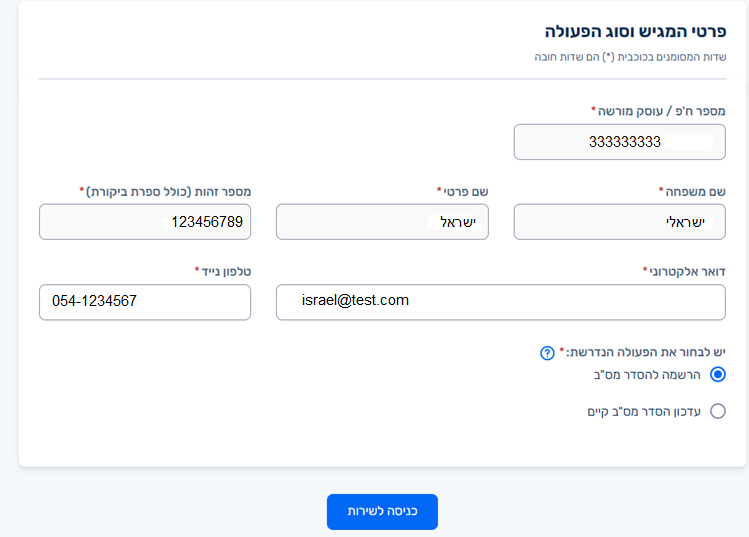 פרטי המגיש וסוג הפעולה
שדות המסומנים בכוכבית (*) הם שדות חובה
מספר ח'פ / עוסק מורשה *
333333333
שם משפחה *
ישראלי
שם פרטי *
ישראל
מספר זהות (כולל ספרת ביקורת) *
123456789
דואר אלקטרוני *
israel@test.com
טלפון נייד *
054-1234567
יש לבחור את הפעולה הנדרשת: * ?
הרשמה להסדר מס"ב
עדכון הסדר מס"ב קיים
כניסה לשירות